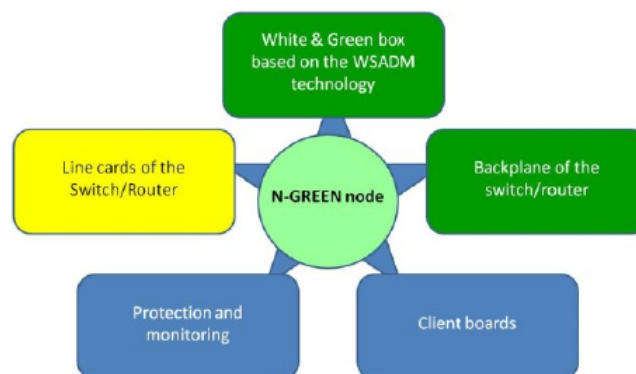 White & Green box
based on the WSADM
technology
Line cards of the
Switch/Router
N-GREEN node
Backplane of the
switch/router
Protection and
monitoring
Client boards